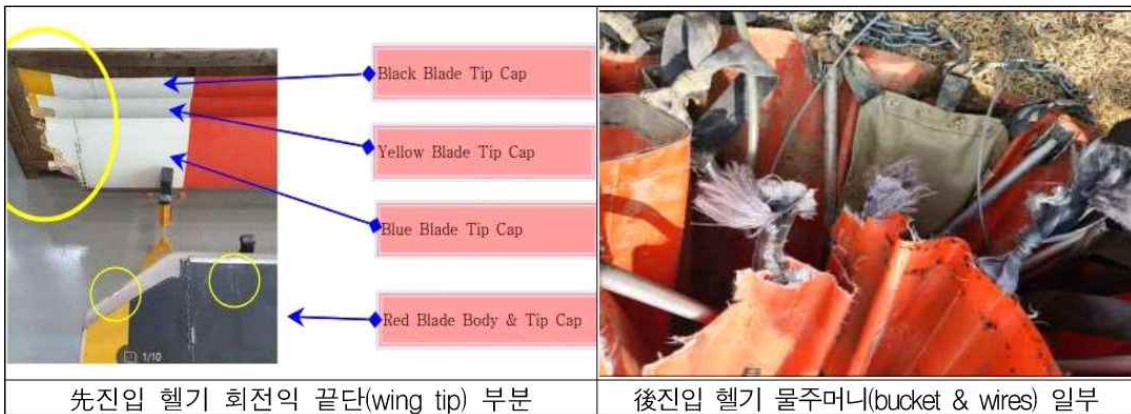 Black Blade Tip Cap
Yellow Blade Tip Cap
Blue Blade Tip Cap
Red Blade Body & Tip Cap
1/10
先진입 헬기 회전익 끝단(wing tip) 부분
後진입 헬기 물주머니(bucket & wires) 일부